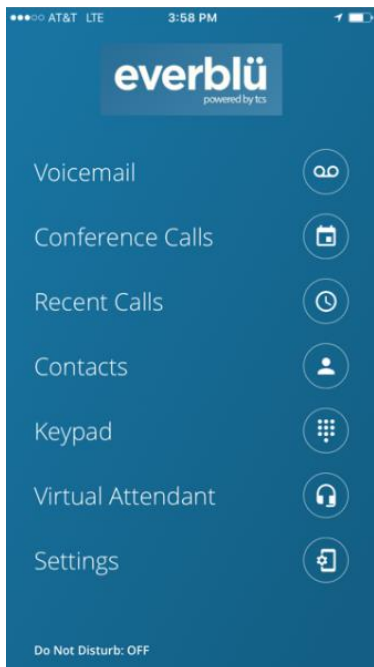 AT&T LTE 3:58 PM
everblü
powered by tcs
Voicemail
Conference Calls
Recent Calls
Contacts
Keypad
Virtual Attendant
Settings
Do Not Disturb: OFF